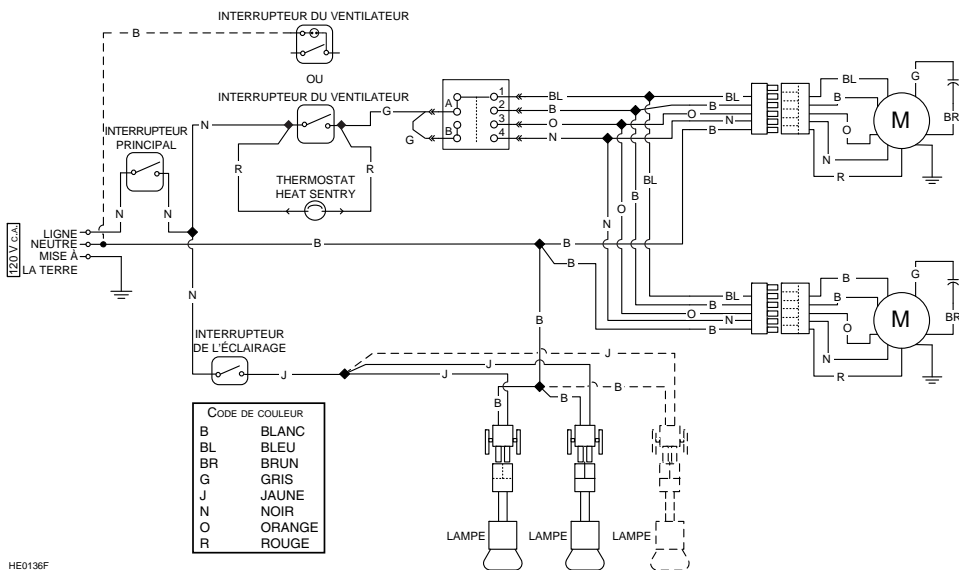 INTERRUPTEUR DU VENTILATEUR
B
OU
INTERRUPTEUR DU VENTILATEUR
INTERRUPTEUR
PRINCIPAL
N
N
N
G
G
A
B
1
2
3
4
BL
B
O
N
R
R
THERMOSTAT
HEAT SENTRY
120 V C.A.
LIGNE
NEUTRE
MISE À
LA TERRE
B
BL
B
O
N
BL
B
O
N
B
BL
B
O
N
R
M
G
BR
B
B
BL
B
O
N
B
B
B
O
N
R
M
G
BR
N
INTERRUPTEUR
DE L'ÉCLAIRAGE
J
J
J
J
B
B
B
B
LAMPE
LAMPE
LAMPE
CODE DE COULEUR
B BLANC
BL BLEU
BR BRUN
G GRIS
J JAUNE
N NOIR
O ORANGE
R ROUGE
HE0136F